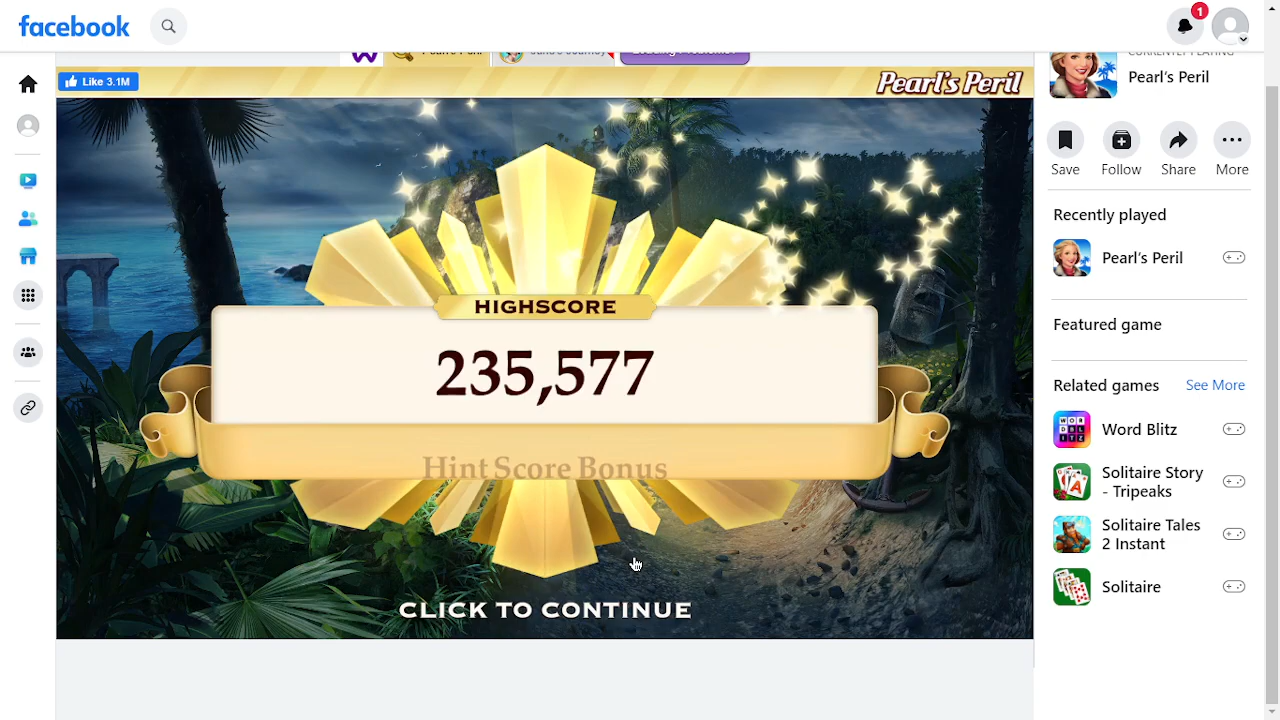 facebook
1
Like 3.1M
Pearl's Peril
HIGHSCORE
235,577
Hint Score Bonus
CLICK TO CONTINUE
Pearl's Peril
Save
Follow
Share
More
Recently played
Pearl's Peril
Featured game
Related games
See More
Word Blitz
Solitaire Story
- Tripeaks
Solitaire Tales
2 Instant
Solitaire